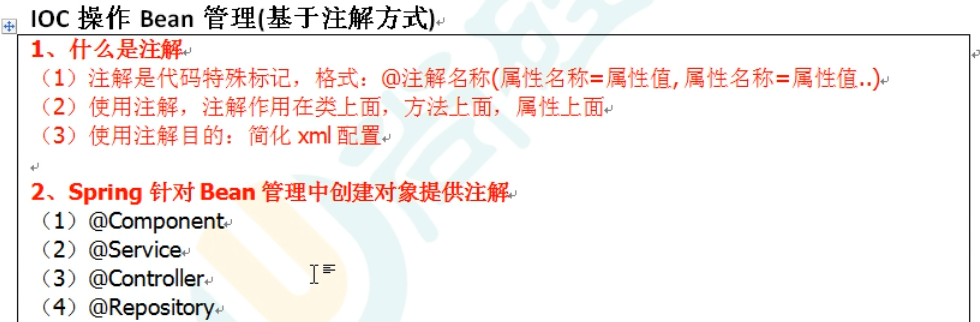 IOC 操作 Bean 管理(基于注解方式)
1、什么是注解
（1）注解是代码特殊标记，格式：@注解名称(属性名称=属性值, 属性名称=属性值..)
（2）使用注解，注解作用在类上面，方法上面，属性上面
（3）使用注解目的：简化 xml 配置
2、Spring 针对 Bean 管理中创建对象提供注解
（1）@Component
（2）@Service
（3）@Controller
（4）@Repository